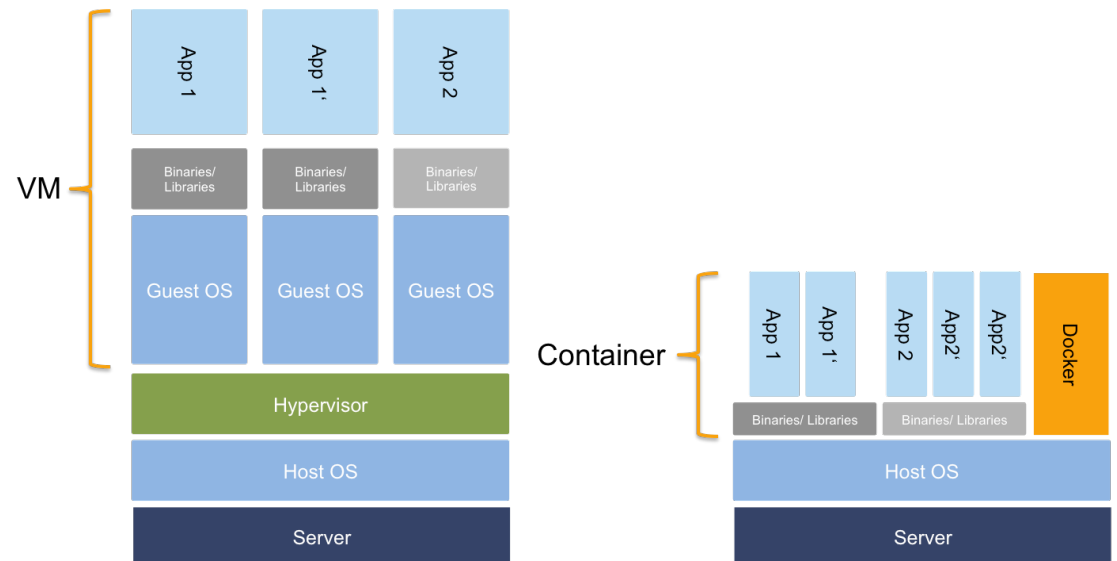 VM
App 1
App 1‘
App 2
Binaries/
Libraries
Binaries/
Libraries
Binaries/
Libraries
Guest OS
Guest OS
Guest OS
Hypervisor
Host OS
Server
Container
App 1
App 1‘
App 2
App2‘
App2‘
Docker
Binaries/ Libraries
Binaries/ Libraries
Host OS
Server